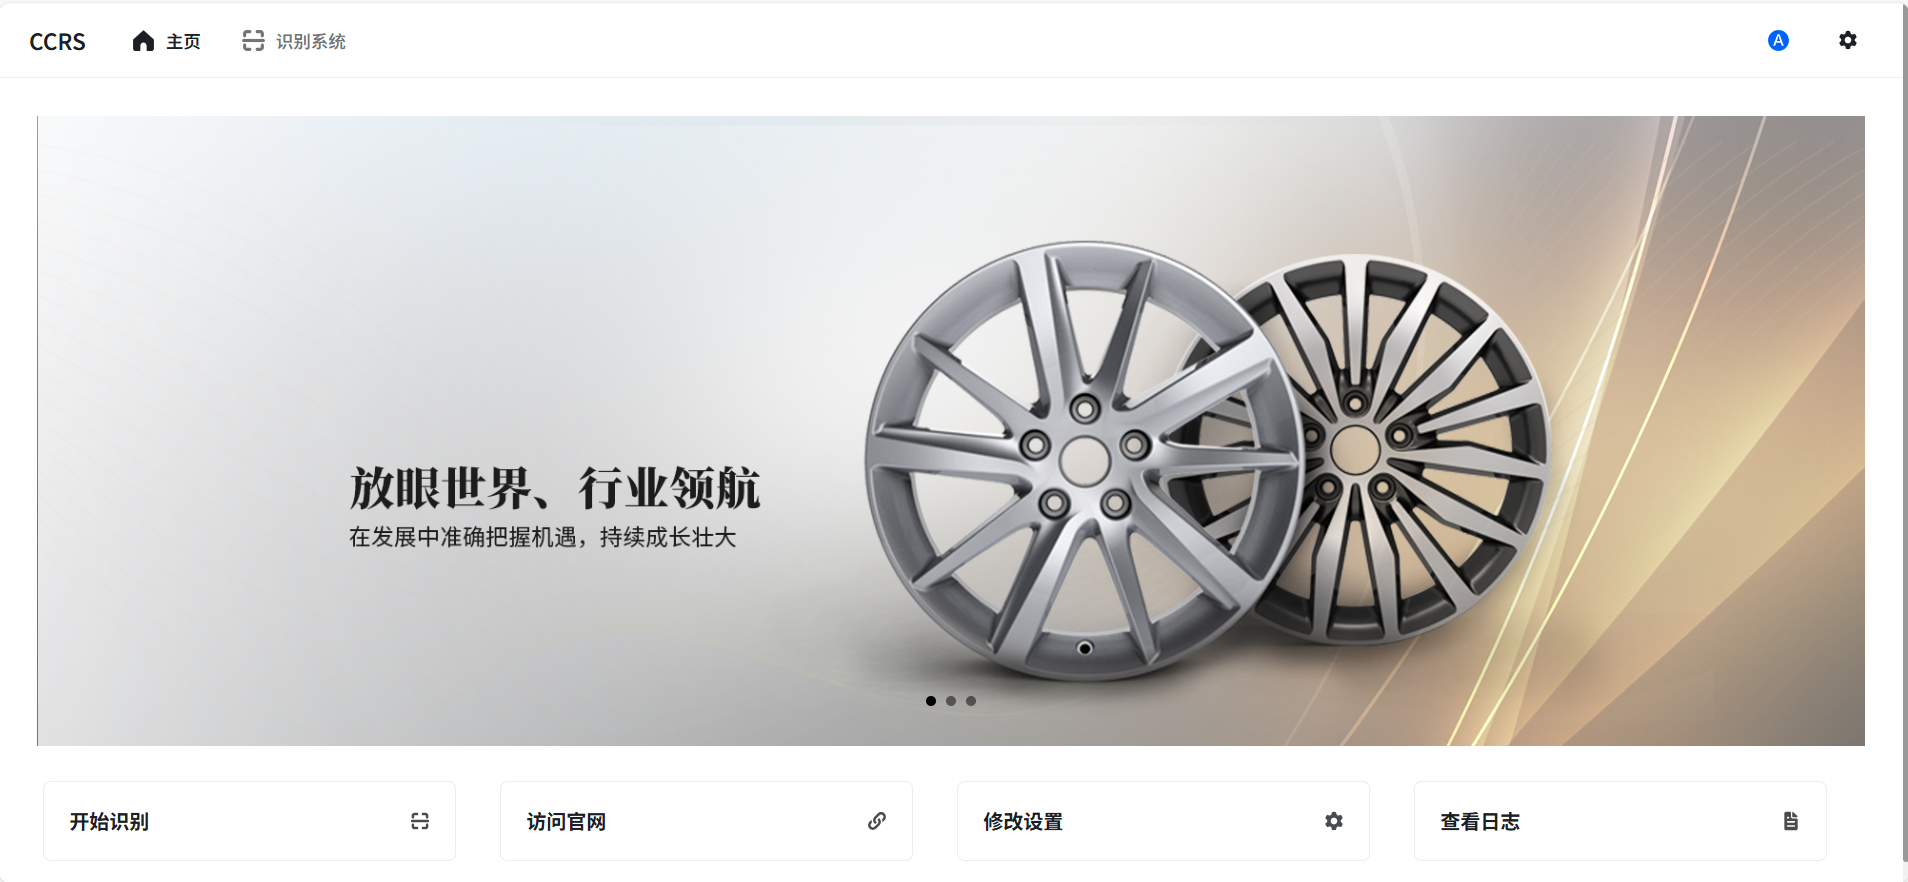 CCRS 主页 识别系统 A
放眼世界、行业领航
在发展中准确把握机遇，持续成长壮大
开始识别 访问官网 修改设置 查看日志